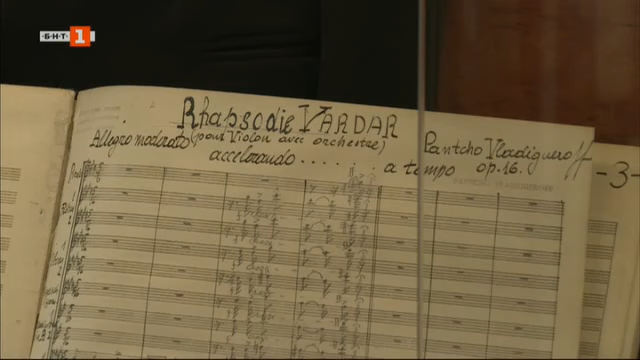 БНТ 1
Rhapsodie VARDAR
(pour Violon avec orchestre)
Pantcho Vladigueroff
Allegro moderato
accelerando . . . . . . a tempo
op. 16.
-3-